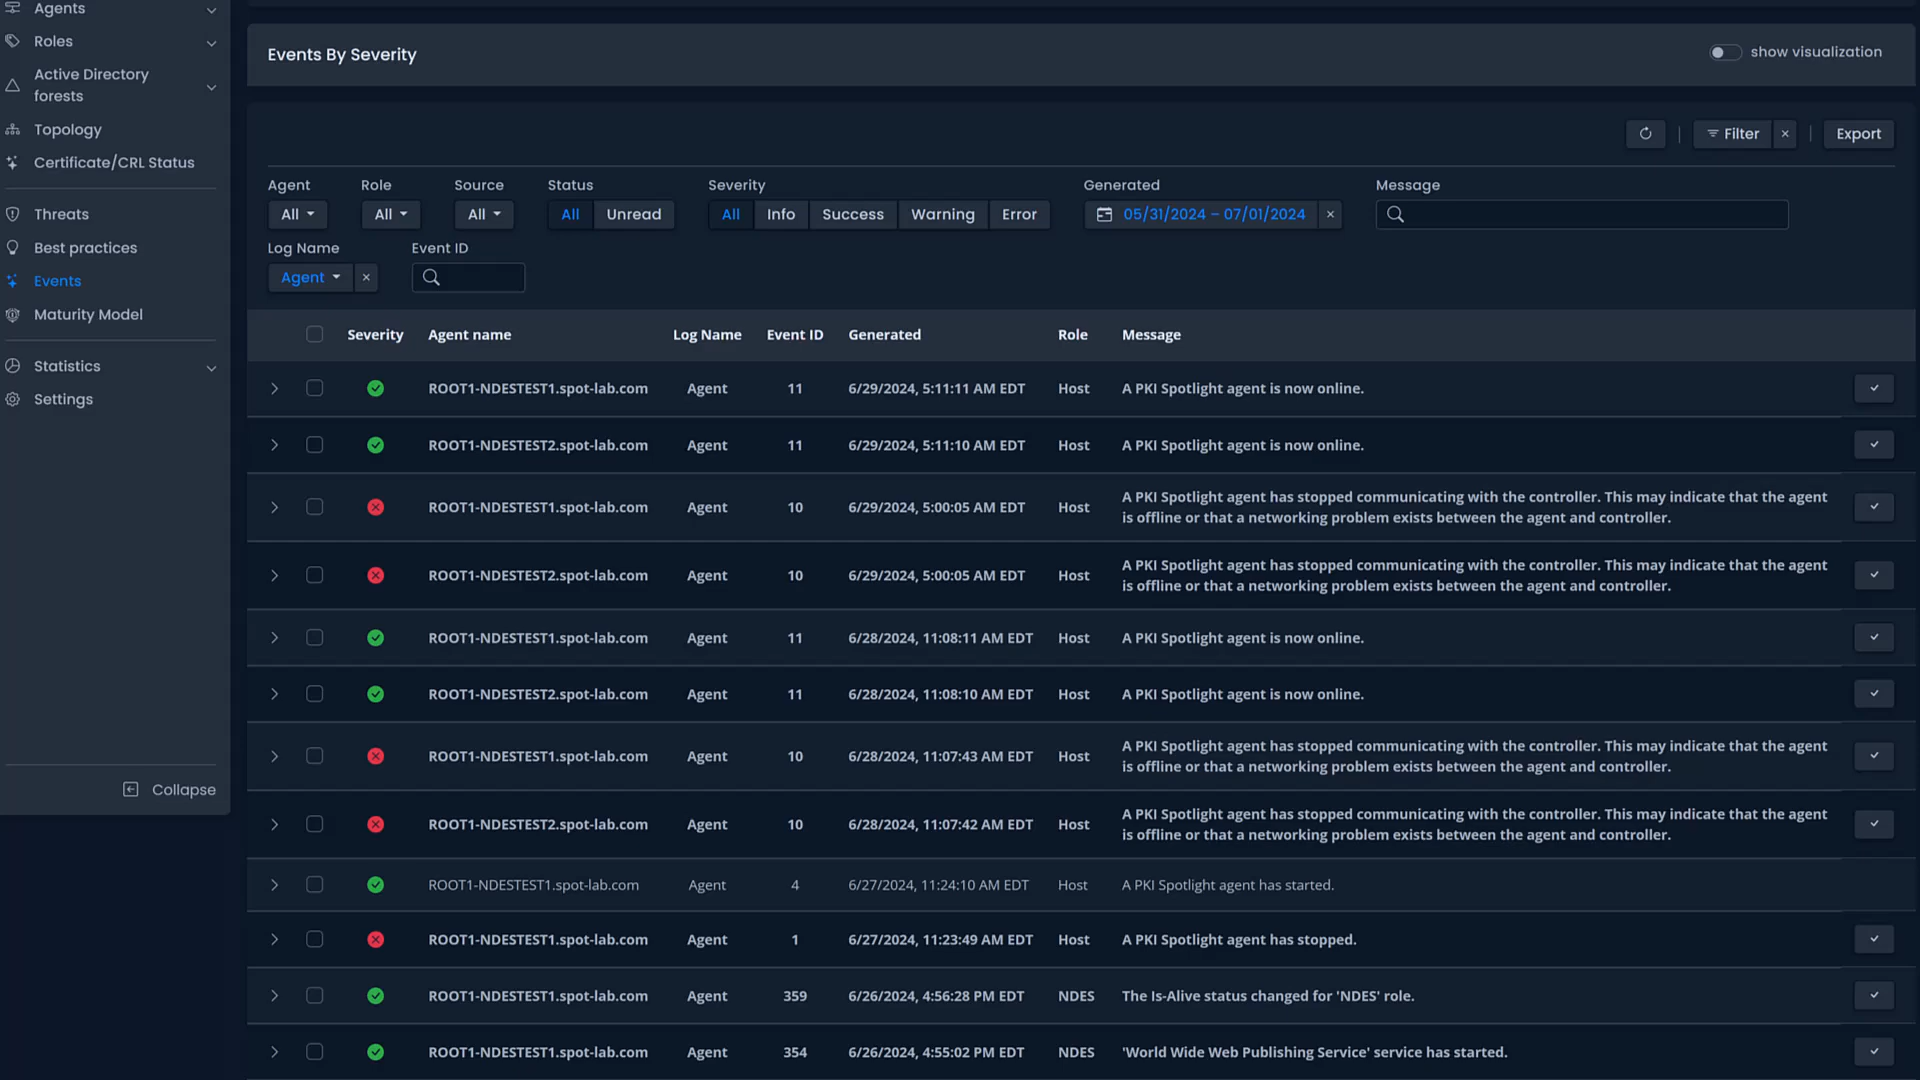 Agents
Roles
Active Directory
forests
Topology
Certificate/CRL Status
Threats
Best practices
Events
Maturity Model
Statistics
Settings
Collapse
Events By Severity
show visualization
Filter
Export
Agent
Role
Source
Status
Severity
Generated
Message
All
All
All
All Unread
All Info Success Warning Error
05/31/2024 – 07/01/2024
Log Name
Event ID
Agent
Severity Agent name Log Name Event ID Generated Role Message
ROOT1-NDESTEST1.spot-lab.com Agent 11 6/29/2024, 5:11:11 AM EDT Host A PKI Spotlight agent is now online.
ROOT1-NDESTEST2.spot-lab.com Agent 11 6/29/2024, 5:11:10 AM EDT Host A PKI Spotlight agent is now online.
ROOT1-NDESTEST1.spot-lab.com Agent 10 6/29/2024, 5:00:05 AM EDT Host A PKI Spotlight agent has stopped communicating with the controller. This may indicate that the agent
is offline or that a networking problem exists between the agent and controller.
ROOT1-NDESTEST2.spot-lab.com Agent 10 6/29/2024, 5:00:05 AM EDT Host A PKI Spotlight agent has stopped communicating with the controller. This may indicate that the agent
is offline or that a networking problem exists between the agent and controller.
ROOT1-NDESTEST1.spot-lab.com Agent 11 6/28/2024, 11:08:11 AM EDT Host A PKI Spotlight agent is now online.
ROOT1-NDESTEST2.spot-lab.com Agent 11 6/28/2024, 11:08:10 AM EDT Host A PKI Spotlight agent is now online.
ROOT1-NDESTEST1.spot-lab.com Agent 10 6/28/2024, 11:07:43 AM EDT Host A PKI Spotlight agent has stopped communicating with the controller. This may indicate that the agent
is offline or that a networking problem exists between the agent and controller.
ROOT1-NDESTEST2.spot-lab.com Agent 10 6/28/2024, 11:07:42 AM EDT Host A PKI Spotlight agent has stopped communicating with the controller. This may indicate that the agent
is offline or that a networking problem exists between the agent and controller.
ROOT1-NDESTEST1.spot-lab.com Agent 4 6/27/2024, 11:24:10 AM EDT Host A PKI Spotlight agent has started.
ROOT1-NDESTEST1.spot-lab.com Agent 1 6/27/2024, 11:23:49 AM EDT Host A PKI Spotlight agent has stopped.
ROOT1-NDESTEST1.spot-lab.com Agent 359 6/26/2024, 4:56:28 PM EDT NDES The Is-Alive status changed for 'NDES' role.
ROOT1-NDESTEST1.spot-lab.com Agent 354 6/26/2024, 4:55:02 PM EDT NDES 'World Wide Web Publishing Service' service has started.